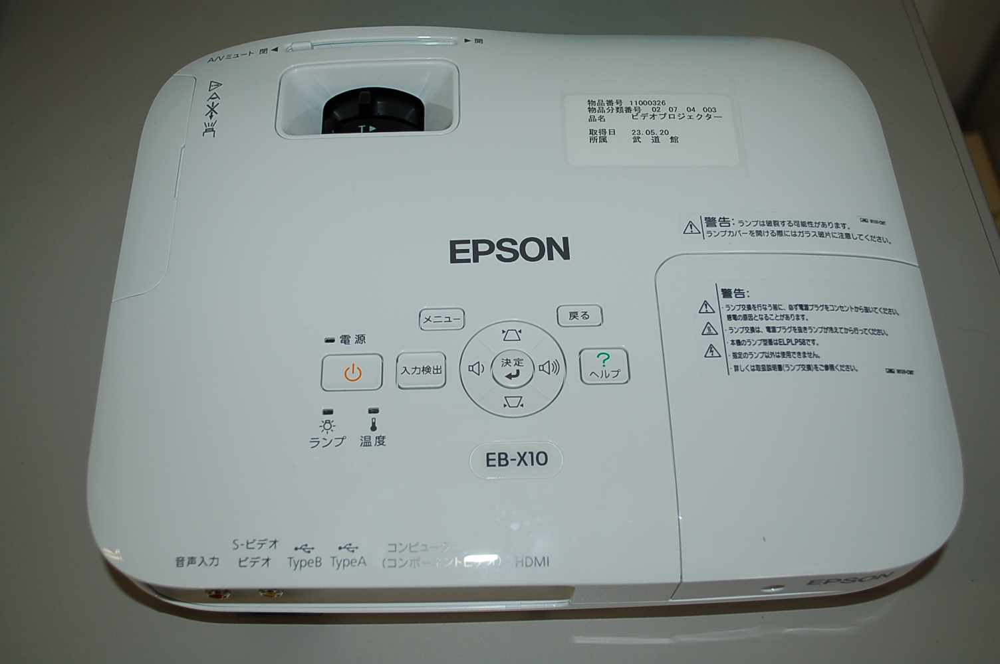 A/Vミュート 閉 ◀ ▶ 開
物品番号 11000326
物品分類番号 02 07 04 003
品名 ビデオプロジェクター
取得日 23.05.20
所属 武道館
T ▶
警告: ランプは破裂する可能性があります。
ランプカバーを開ける際にはガラス破片に注意してください。
EPSON
警告:
・ランプ交換を行なう前に、必ず電源プラグをコンセントから抜いてください。
感電の原因となることがあります。
・ランプ交換は、電源プラグを抜きランプが冷えてから行ってください。
・本機のランプ型番はELPLP58です。
・指定のランプ以外は使用できません。
・詳しくは取扱説明書(ランプ交換)をご参照ください。
メニュー
戻る
電源
入力検出
決定
?
ヘルプ
ランプ
温度
EB-X10
S-ビデオ
コンピューター
音声入力 ビデオ TypeB TypeA (コンポーネントビデオ) HDMI
EPSON